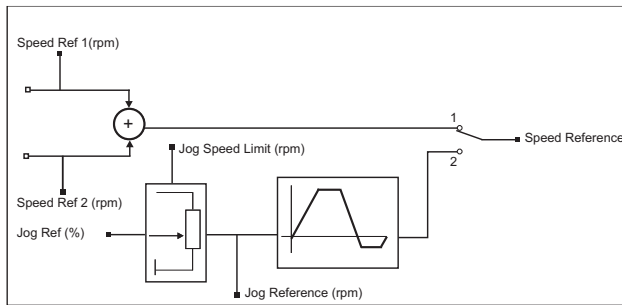 Speed Ref 1(rpm)
+
1
Speed Reference
2
Jog Speed Limit (rpm)
Speed Ref 2 (rpm)
Jog Ref (%)
Jog Reference (rpm)